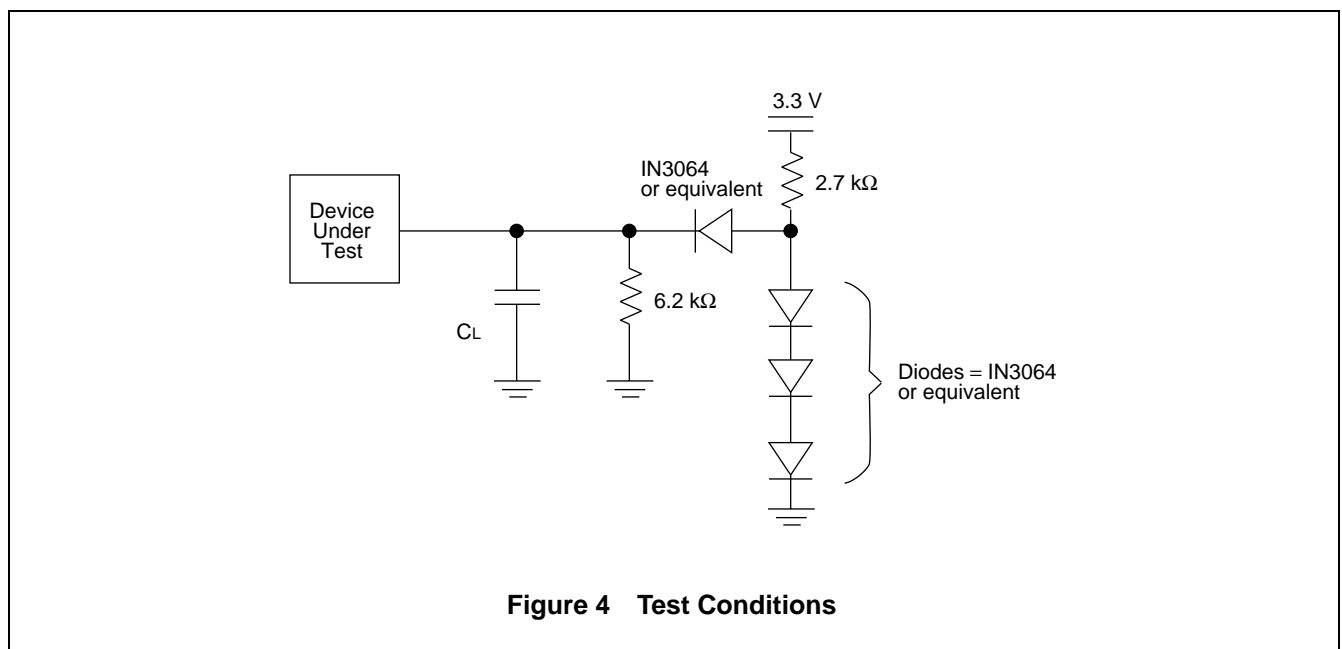 3.3 V
IN3064
or equivalent
2.7 kΩ
Device
Under
Test
6.2 kΩ
CL
Diodes = IN3064
or equivalent
Figure 4 Test Conditions